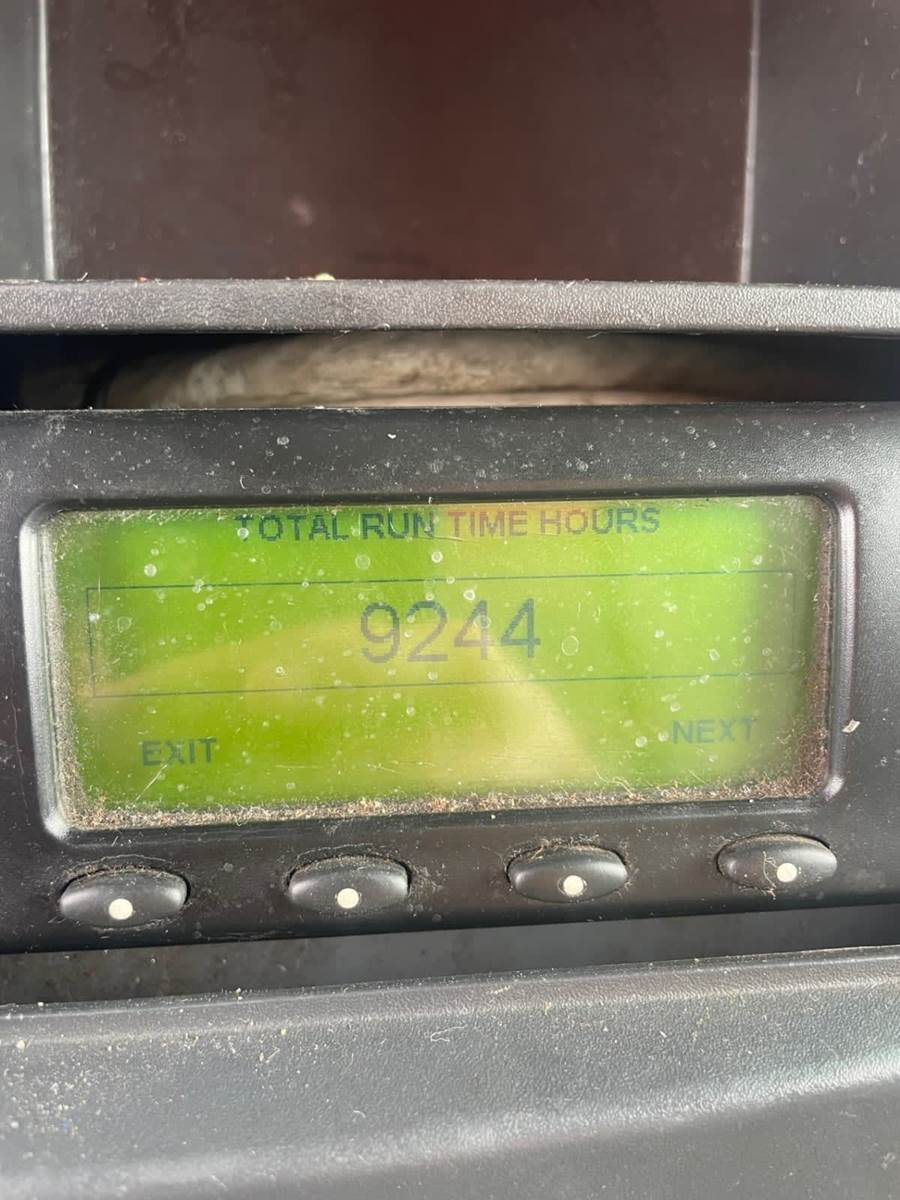 TOTAL RUN TIME HOURS
9244
EXIT NEXT